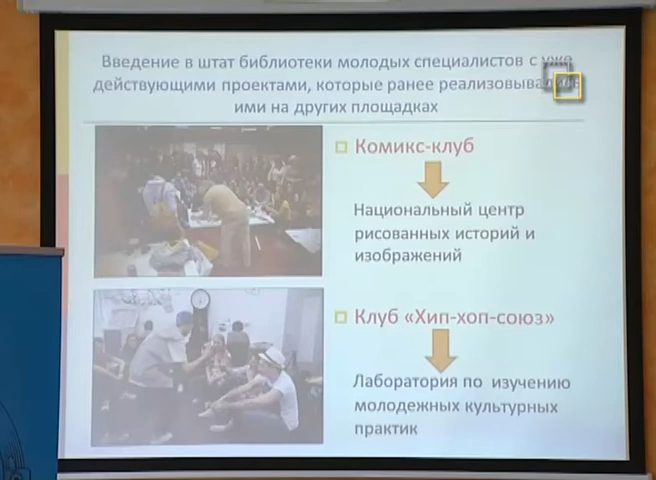 Введение в штат библиотеки молодых специалистов с уже
действующими проектами, которые ранее реализовывались
ими на других площадках
Комикс-клуб
Национальный центр
рисованных историй и
изображений
Клуб «Хип-хоп-союз»
Лаборатория по изучению
молодежных культурных
практик